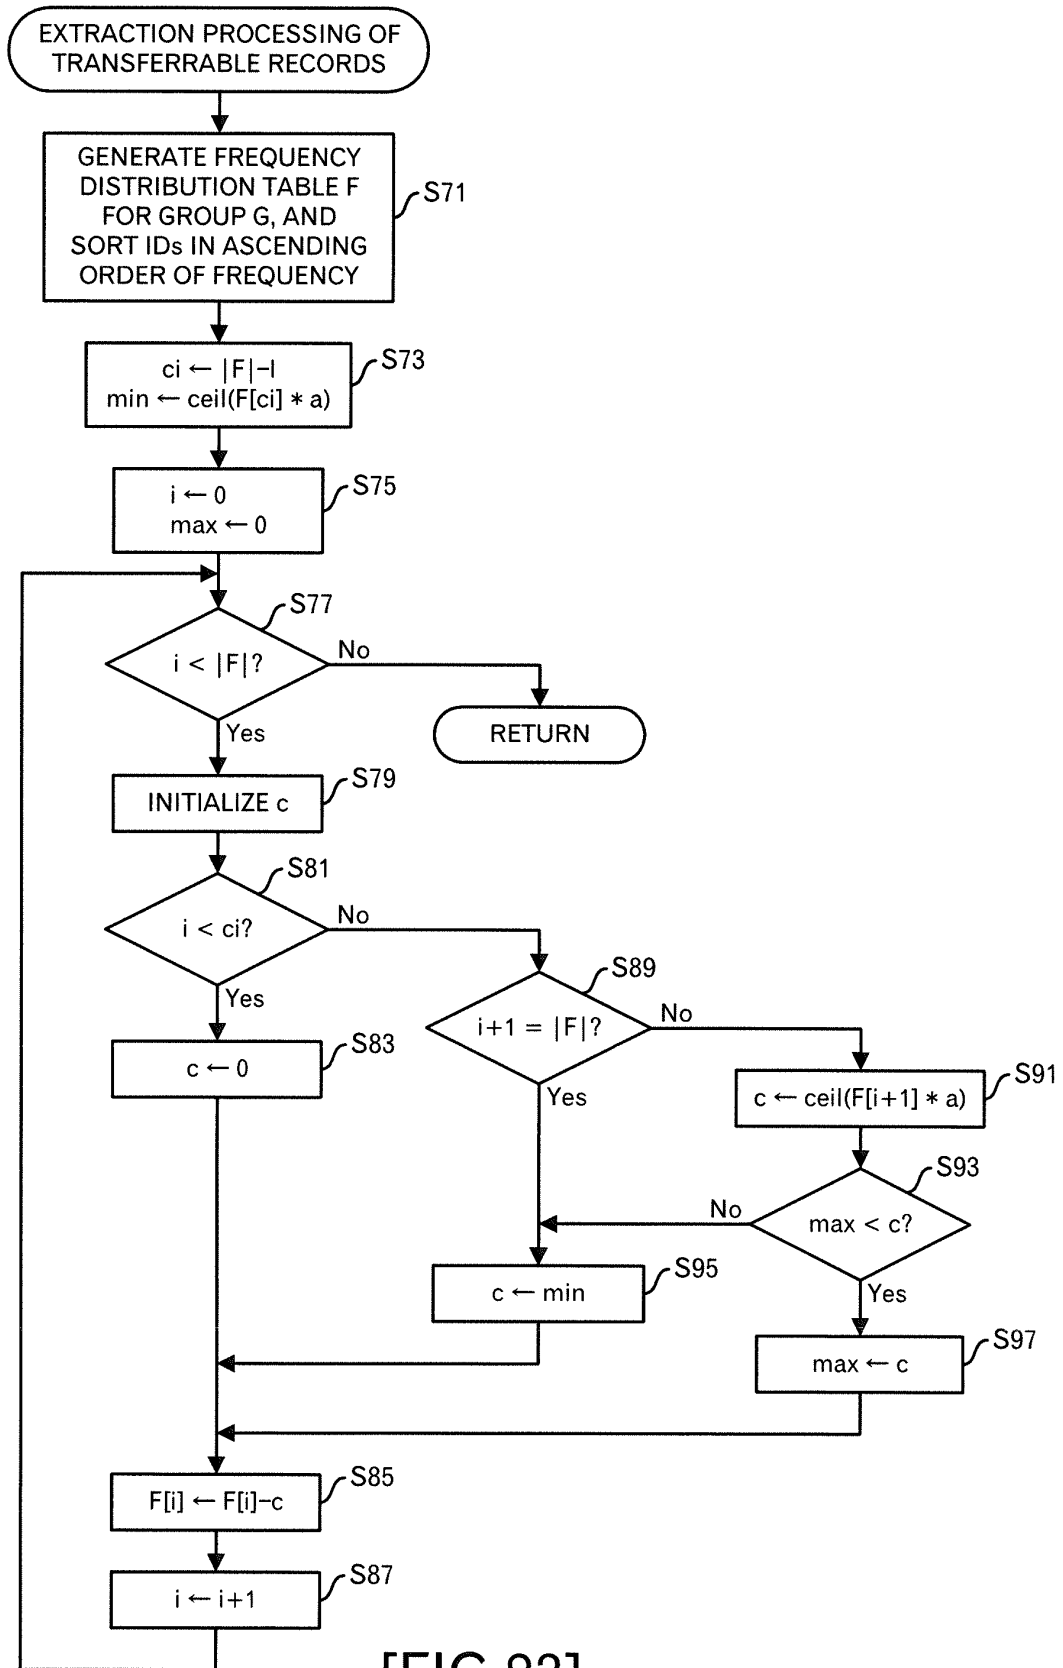 EXTRACTION PROCESSING OF
TRANSFERRABLE RECORDS
GENERATE FREQUENCY
DISTRIBUTION TABLE F
FOR GROUP G, AND
SORT IDs IN ASCENDING
ORDER OF FREQUENCY
S71
ci ← |F|-l
min ← ceil(F[ci] * a)
S73
i ← 0
max ← 0
S75
i < |F|?
S77
No
RETURN
Yes
INITIALIZE c
S79
i < ci?
S81
No
Yes
c ← 0
S83
i+1 = |F|?
S89
No
Yes
c ← ceil(F[i+1] * a)
S91
max < c?
S93
No
Yes
c ← min
S95
max ← c
S97
F[i] ← F[i]-c
S85
i ← i+1
S87